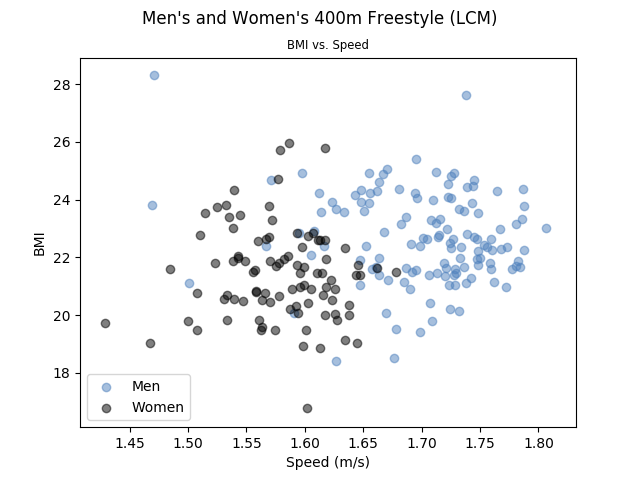 Men's and Women's 400m Freestyle (LCM)
BMI vs. Speed
28
26
24
22
20
18
BMI
Men
Women
1.45 1.50 1.55 1.60 1.65 1.70 1.75 1.80
Speed (m/s)